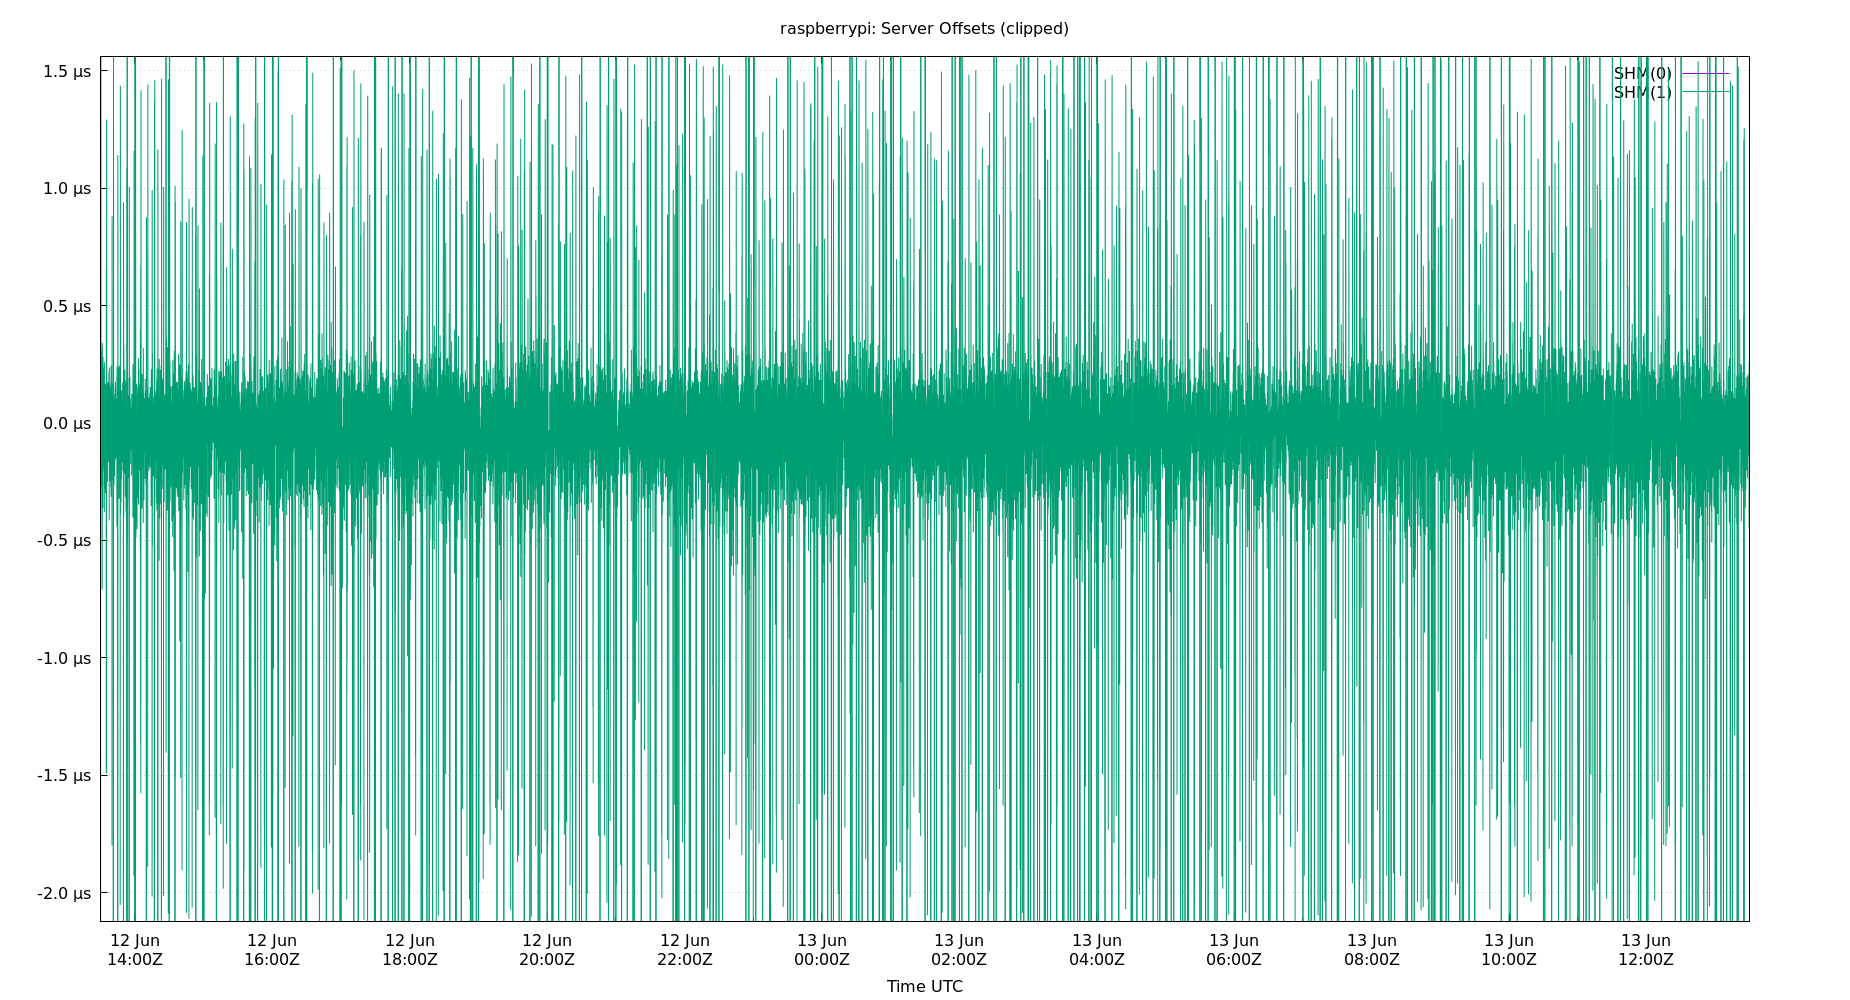 raspberrypi: Server Offsets (clipped)
1.5 µs
SHM(0)
SHM(1)
1.0 µs
0.5 µs
0.0 µs
-0.5 µs
-1.0 µs
-1.5 µs
-2.0 µs
12 Jun 12 Jun 12 Jun 12 Jun 12 Jun 13 Jun 13 Jun 13 Jun 13 Jun 13 Jun 13 Jun 13 Jun
14:00Z 16:00Z 18:00Z 20:00Z 22:00Z 00:00Z 02:00Z 04:00Z 06:00Z 08:00Z 10:00Z 12:00Z
Time UTC